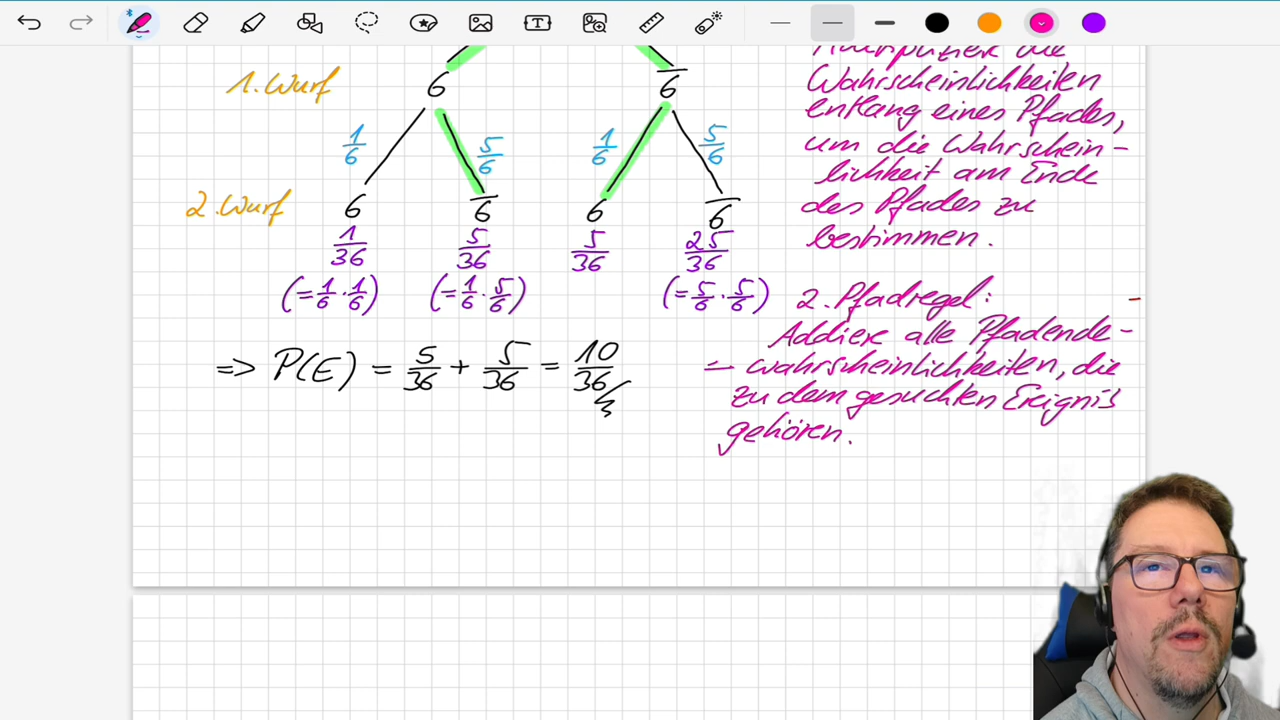 1. Wurf
6
6̅
1/6
5/6
1/6
5/6
2. Wurf
6
6̅
6
6̅
1/36
5/36
5/36
25/36
(=1/6·1/6)
(=1/6·5/6)
(=5/6·5/6)
=> P(E) = 5/36 + 5/36 = 10/36
Multipliziere die
Wahrscheinlichkeiten
entlang eines Pfades,
um die Wahrschein-
lichkeit am Ende
des Pfades zu
bestimmen.
2. Pfadregel:
Addiere alle Pfadende-
wahrscheinlichkeiten, die
zu dem gesuchten Ereignis
gehören.